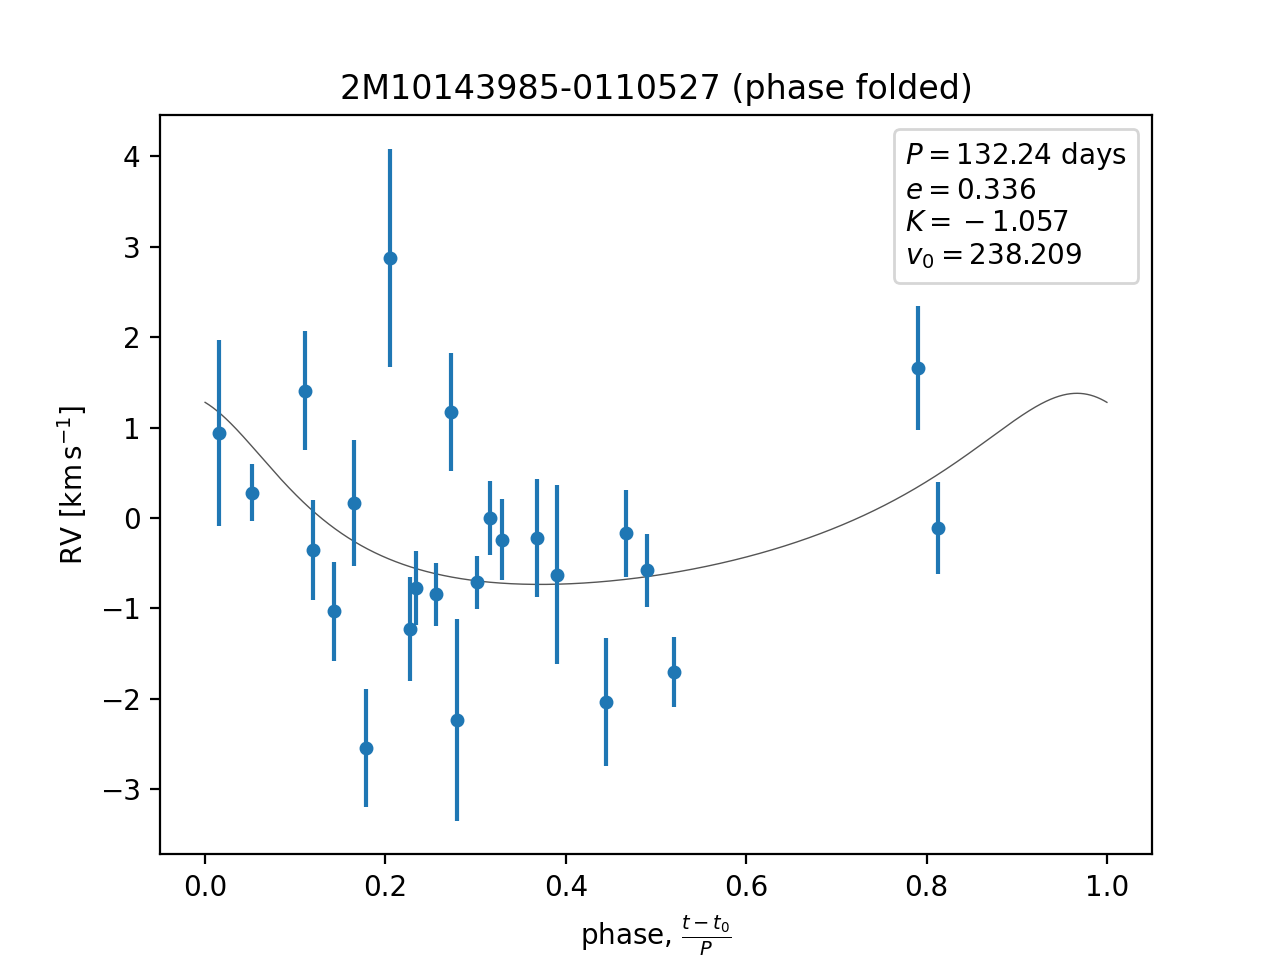 2M10143985-0110527 (phase folded)
P = 132.24 days
e = 0.336
K = −1.057
v₀ = 238.209
RV [km s⁻¹]
4
3
2
1
0
−1
−2
−3
0.0 0.2 0.4 0.6 0.8 1.0
phase, (t − t₀)/P